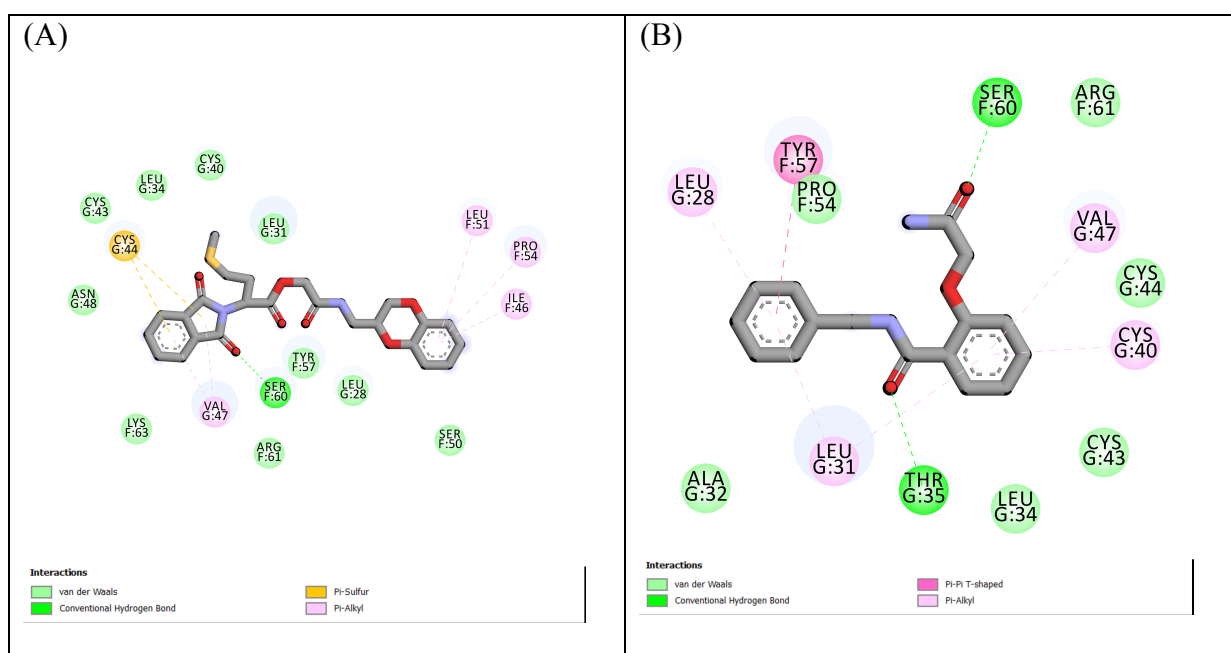 (A)
CYS
G:40
LEU
G:34
CYS
G:43
LEU
G:31
CYS
G:44
LEU
F:51
PRO
F:54
ASN
G:48
ILE
F:46
TYR
F:57
SER
F:60
LEU
G:28
VAL
G:47
LYS
F:63
ARG
F:61
SER
F:50
Interactions
van der Waals
Conventional Hydrogen Bond
Pi-Sulfur
Pi-Alkyl
(B)
SER
F:60
ARG
F:61
TYR
F:57
LEU
G:28
PRO
F:54
VAL
G:47
CYS
G:44
CYS
G:40
CYS
G:43
LEU
G:31
ALA
G:32
THR
G:35
LEU
G:34
Interactions
van der Waals
Conventional Hydrogen Bond
Pi-Pi T-shaped
Pi-Alkyl